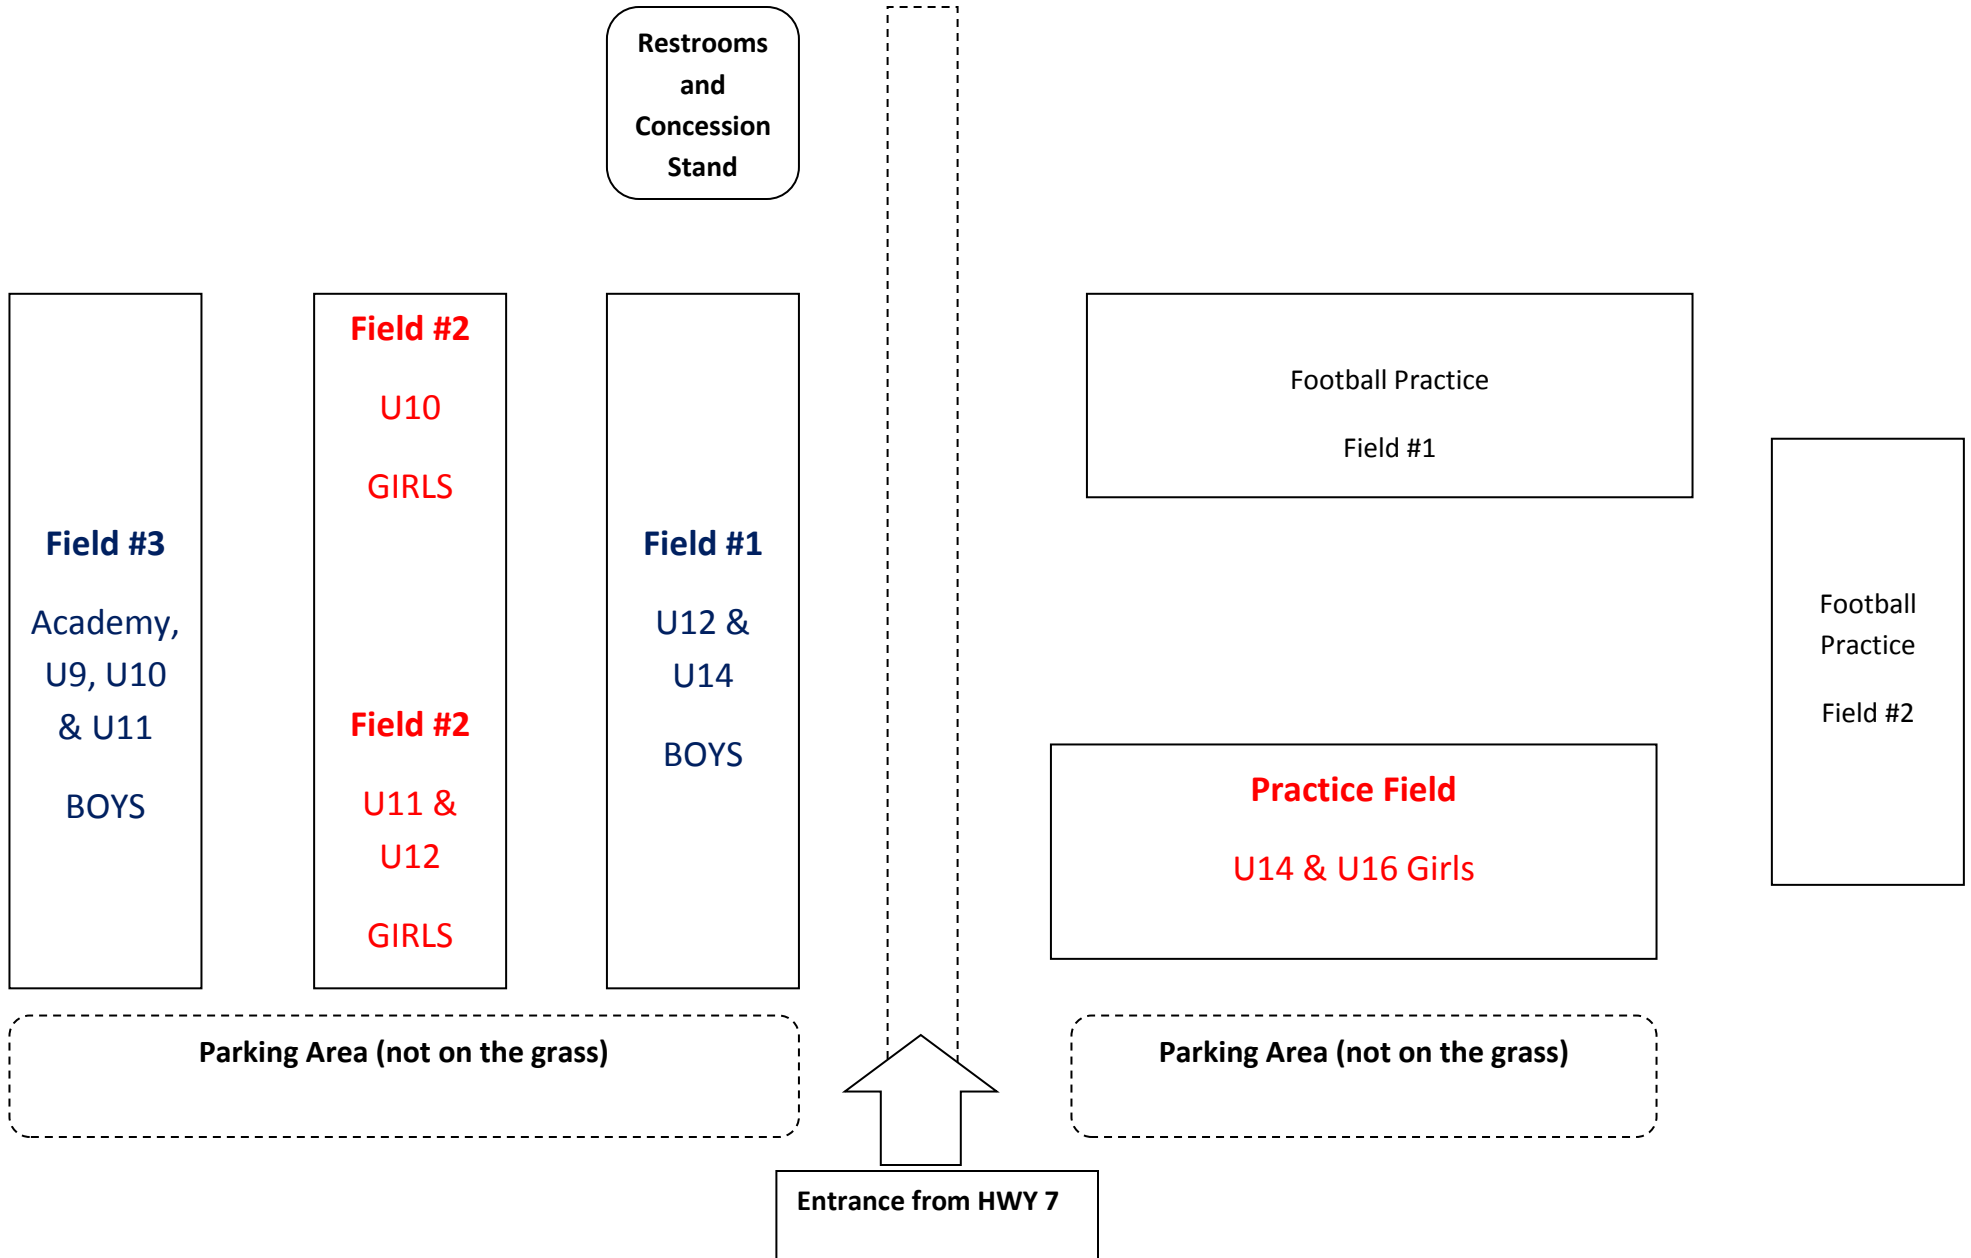 Restrooms
and
Concession
Stand
Field #3
Academy,
U9, U10
& U11
BOYS
Field #2
U10
GIRLS
Field #2
U11 &
U12
GIRLS
Field #1
U12 &
U14
BOYS
Football Practice
Field #1
Football
Practice
Field #2
Practice Field
U14 & U16 Girls
Parking Area (not on the grass)
Parking Area (not on the grass)
Entrance from HWY 7